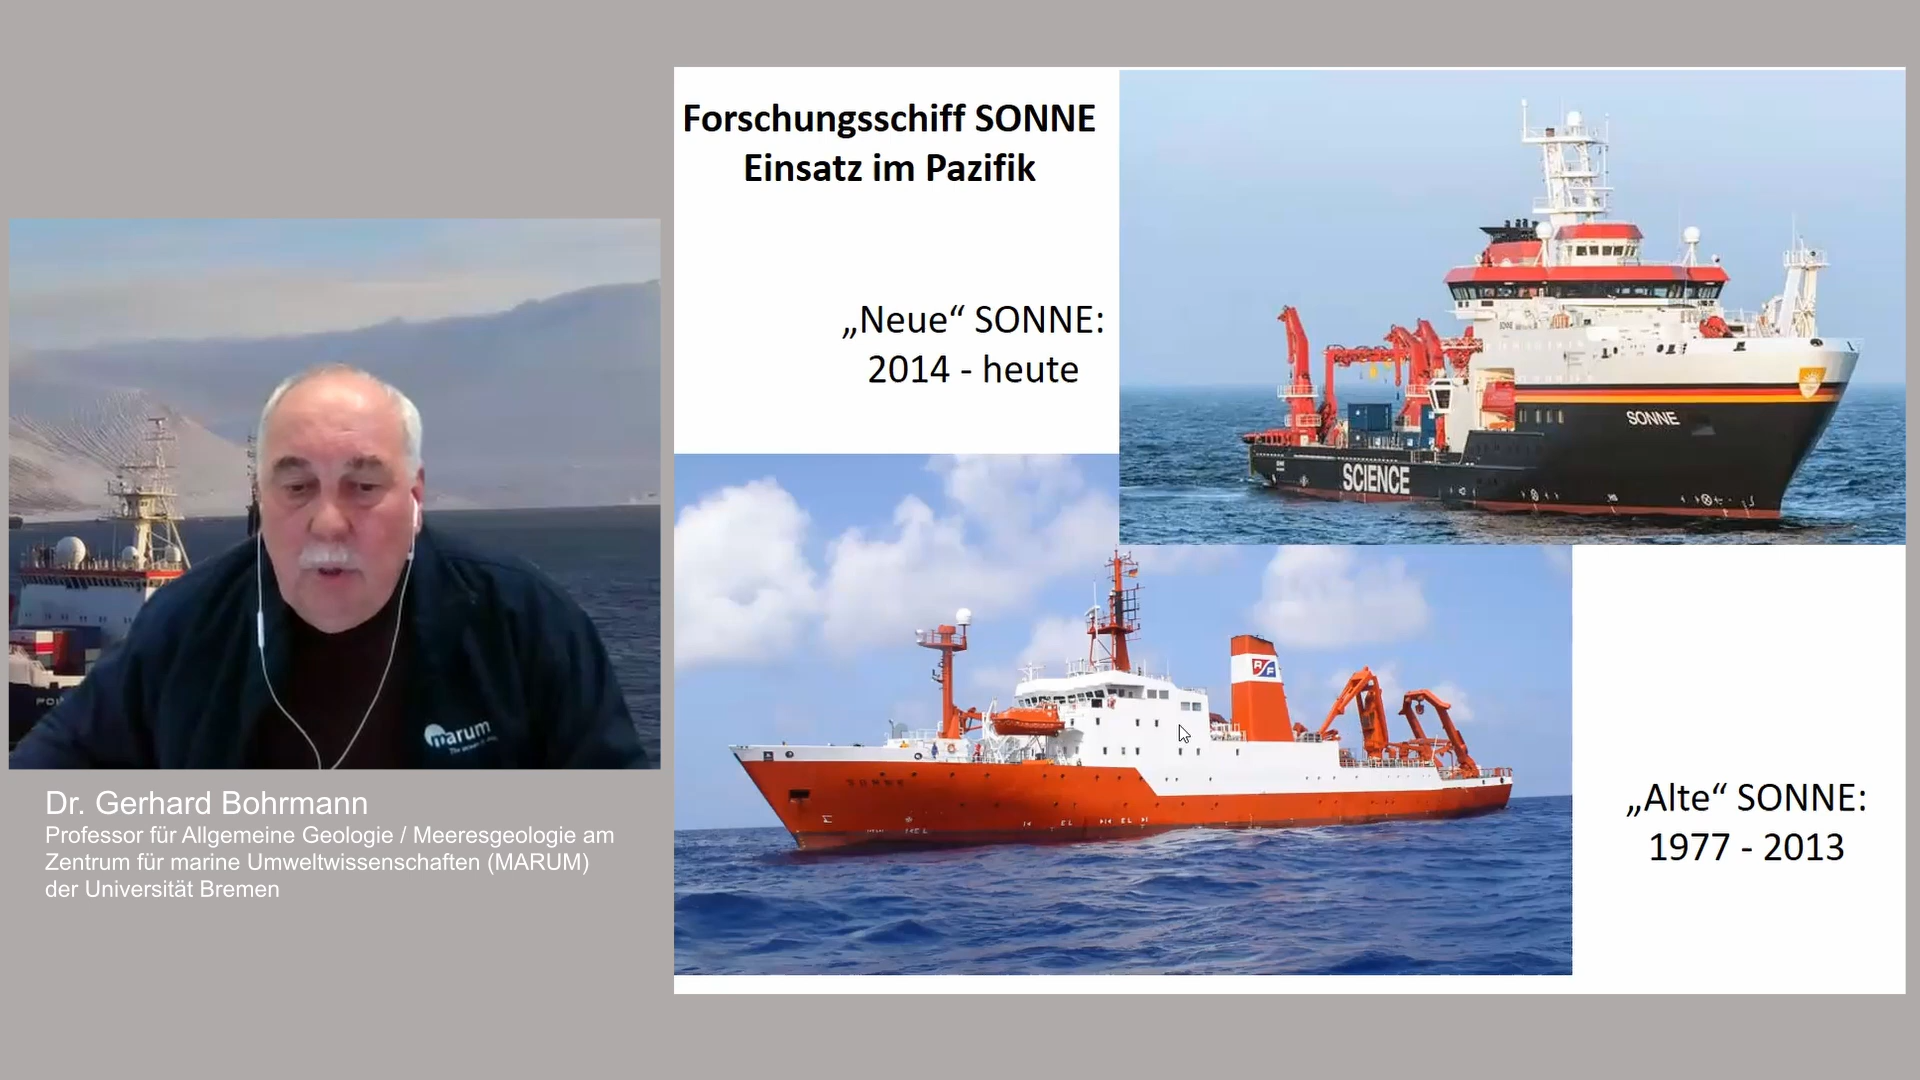 Forschungsschiff SONNE
Einsatz im Pazifik
„Neue“ SONNE:
2014 - heute
SONNE
SCIENCE
SONNE
„Alte“ SONNE:
1977 - 2013
marum
Dr. Gerhard Bohrmann
Professor für Allgemeine Geologie / Meeresgeologie am
Zentrum für marine Umweltwissenschaften (MARUM)
der Universität Bremen